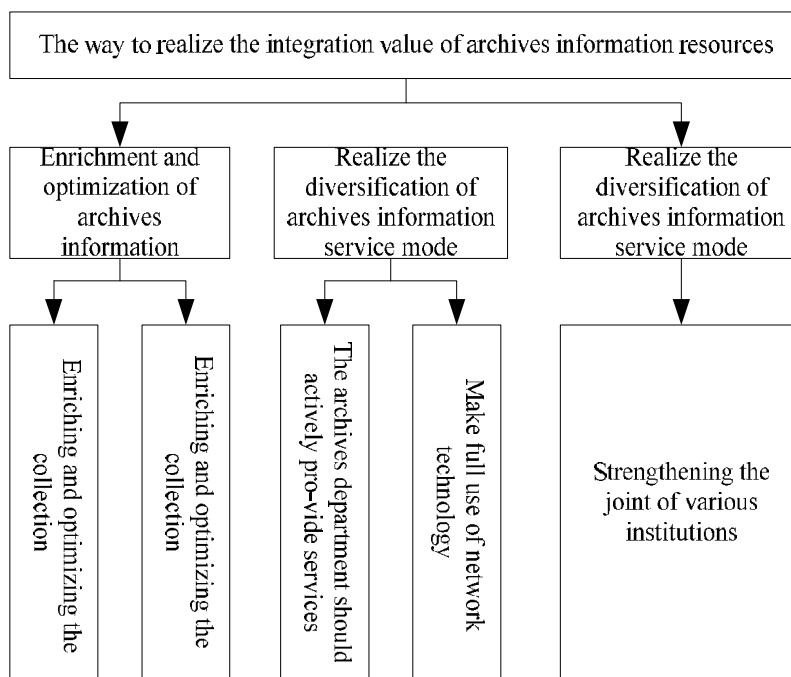 The way to realize the integration value of archives information resources
Enrichment and
optimization of
archives
information
Realize the
diversification of
archives information
service mode
Realize the
diversification of
archives information
service mode
Enriching and optimizing the
collection
Enriching and optimizing the
collection
The archives department should
actively pro-vide services
Make full use of network
technology
Strengthening the
joint of various
institutions